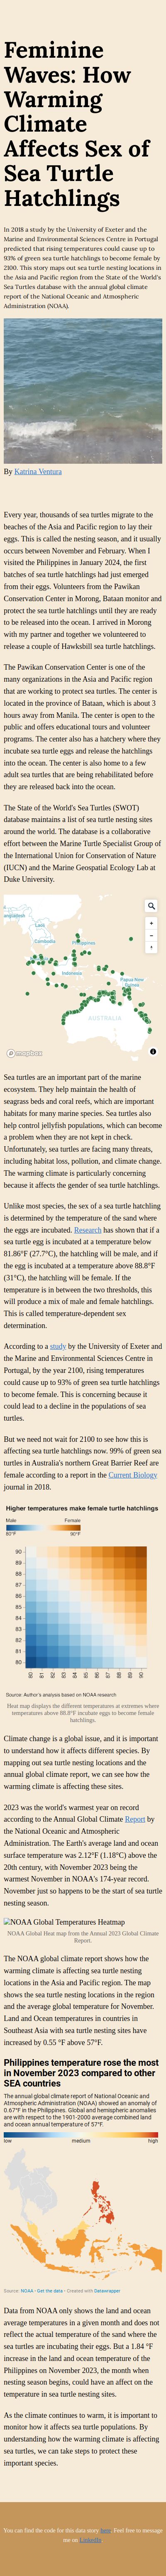 Feminine
Waves: How
Warming
Climate
Affects Sex of
Sea Turtle
Hatchlings
In 2018 a study by the University of Exeter and the
Marine and Environmental Sciences Centre in Portugal
predicted that rising temperatures could cause up to
93% of green sea turtle hatchlings to become female by
2100. This story maps out sea turtle nesting locations in
the Asia and Pacific region from the State of the World's
Sea Turtles database with the annual global climate
report of the National Oceanic and Atmospheric
Administration (NOAA).
By Katrina Ventura
Every year, thousands of sea turtles migrate to the
beaches of the Asia and Pacific region to lay their
eggs. This is called the nesting season, and it usually
occurs between November and February. When I
visited the Philippines in January 2024, the first
batches of sea turtle hatchlings had just emerged
from their eggs. Volunteers from the Pawikan
Conservation Center in Morong, Bataan monitor and
protect the sea turtle hatchlings until they are ready
to be released into the ocean. I arrived in Morong
with my partner and together we volunteered to
release a couple of Hawksbill sea turtle hatchlings.
The Pawikan Conservation Center is one of the
many organizations in the Asia and Pacific region
that are working to protect sea turtles. The center is
located in the province of Bataan, which is about 3
hours away from Manila. The center is open to the
public and offers educational tours and volunteer
programs. The center also has a hatchery where they
incubate sea turtle eggs and release the hatchlings
into the ocean. The center is also home to a few
adult sea turtles that are being rehabilitated before
they are released back into the ocean.
The State of the World's Sea Turtles (SWOT)
database maintains a list of sea turtle nesting sites
around the world. The database is a collaborative
effort between the Marine Turtle Specialist Group of
the International Union for Conservation of Nature
(IUCN) and the Marine Geospatial Ecology Lab at
Duke University.
Laos
Cambodia
Philippines
Indonesia
Papua New
Guinea
AUSTRALIA
mapbox
Sea turtles are an important part of the marine
ecosystem. They help maintain the health of
seagrass beds and coral reefs, which are important
habitats for many marine species. Sea turtles also
help control jellyfish populations, which can become
a problem when they are not kept in check.
Unfortunately, sea turtles are facing many threats,
including habitat loss, pollution, and climate change.
The warming climate is particularly concerning
because it affects the gender of sea turtle hatchlings.
Unlike most species, the sex of a sea turtle hatchling
is determined by the temperature of the sand where
the eggs are incubated. Research has shown that if a
sea turtle egg is incubated at a temperature below
81.86°F (27.7°C), the hatchling will be male, and if
the egg is incubated at a temperature above 88.8°F
(31°C), the hatchling will be female. If the
temperature is in between the two thresholds, this
will produce a mix of male and female hatchlings.
This is called temperature-dependent sex
determination.
According to a study by the University of Exeter and
the Marine and Environmental Sciences Centre in
Portugal, by the year 2100, rising temperatures
could cause up to 93% of green sea turtle hatchlings
to become female. This is concerning because it
could lead to a decline in the populations of sea
turtles.
But we need not wait for 2100 to see how this is
affecting sea turtle hatchlings now. 99% of green sea
turtles in Australia's northern Great Barrier Reef are
female according to a report in the Current Biology
journal in 2018.
Higher temperatures make female turtle hatchlings
Male Female
80°F 90°F
90
89
88
87
86
85
84
83
82
81
80
80 81 82 83 84 85 86 87 88 89 90
Source: Author's analysis based on NOAA research
Heat map displays the different temperatures at extremes where
temperatures above 88.8°F incubate eggs to become female
hatchlings.
Climate change is a global issue, and it is important
to understand how it affects different species. By
mapping out sea turtle nesting locations and the
annual global climate report, we can see how the
warming climate is affecting these sites.
2023 was the world's warmest year on record
according to the Annual Global Climate Report by
the National Oceanic and Atmospheric
Administration. The Earth's average land and ocean
surface temperature was 2.12°F (1.18°C) above the
20th century, with November 2023 being the
warmest November in NOAA's 174-year record.
November just so happens to be the start of sea turtle
nesting season.
NOAA Global Temperatures Heatmap
NOAA Global Heat map from the Annual 2023 Global Climate
Report.
The NOAA global climate report shows how the
warming climate is affecting sea turtle nesting
locations in the Asia and Pacific region. The map
shows the sea turtle nesting locations in the region
and the average global temperature for November.
Land and Ocean temperatures in countries in
Southeast Asia with sea turtle nesting sites have
increased by 0.55 °F above 57°F.
Philippines temperature rose the most
in November 2023 compared to other
SEA countries
The annual climate global report of National Oceanic and
Atmospheric Administration (NOAA) showed an anomaly of
0.67°F in the Philippines. Global and hemispheric anomalies
are with respect to the 1901-2000 average combined land
and ocean annual temperature of 57°F.
low medium high
Source: NOAA · Get the data · Created with Datawrapper
Data from NOAA only shows the land and ocean
average temperatures in a given month and does not
reflect the actual temperature of the sand where the
sea turtles are incubating their eggs. But a 1.84 °F
increase in the land and ocean temperature of the
Philippines on November 2023, the month when
nesting season begins, could have an affect on the
temperature in sea turtle nesting sites.
As the climate continues to warm, it is important to
monitor how it affects sea turtle populations. By
understanding how the warming climate is affecting
sea turtles, we can take steps to protect these
important species.
You can find the code for this data story here. Feel free to message
me on LinkedIn